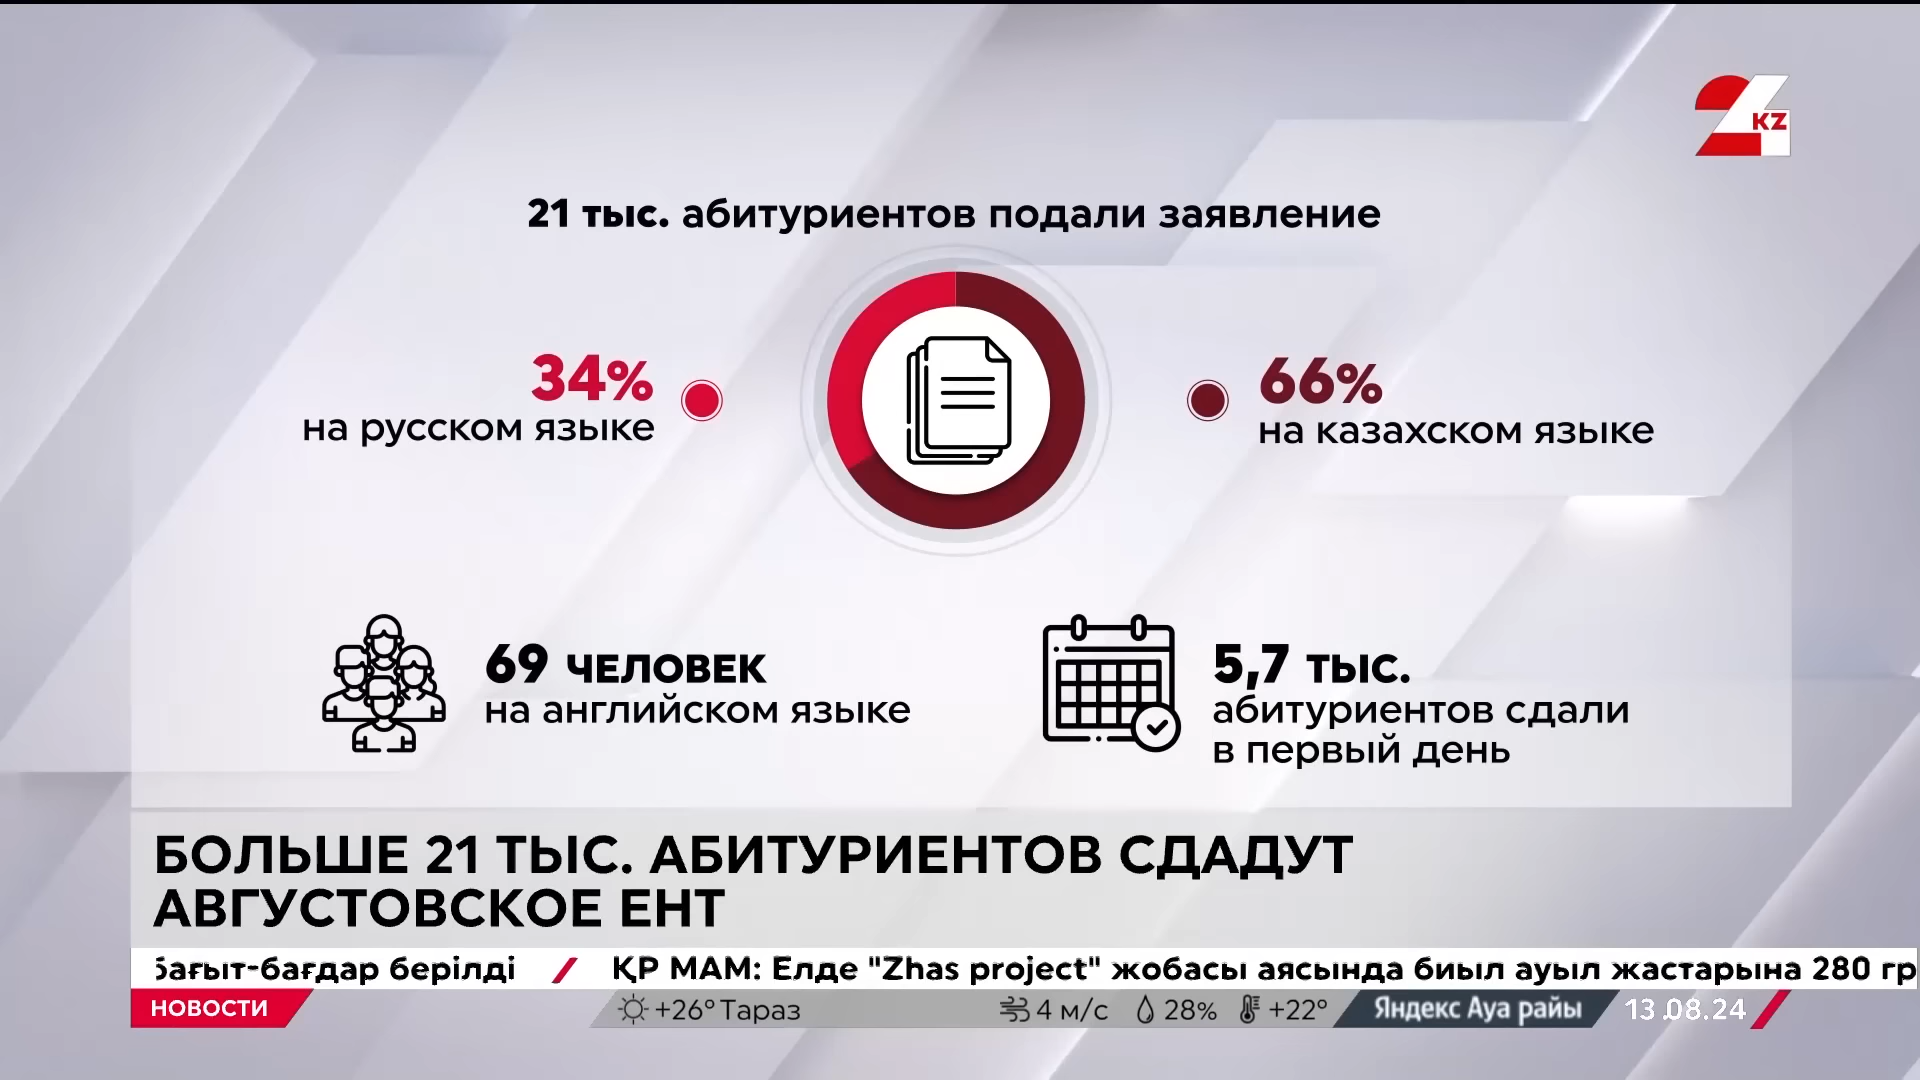 24 KZ
21 тыс. абитуриентов подали заявление
34%
на русском языке
66%
на казахском языке
69 ЧЕЛОВЕК
на английском языке
5,7 ТЫС.
абитуриентов сдали
в первый день
БОЛЬШЕ 21 ТЫС. АБИТУРИЕНТОВ СДАДУТ
АВГУСТОВСКОЕ ЕНТ
бағыт-бағдар берілді / ҚР МАМ: Елде "Zhas project" жобасы аясында биыл ауыл жастарына 280 гр
НОВОСТИ
+26° Тараз 4 м/с 28% +22° Яндекс Ауа райы 13.08.24